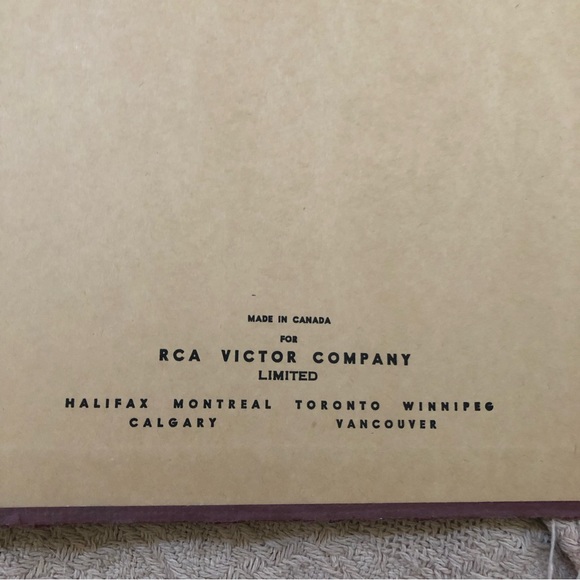 MADE IN CANADA
FOR
RCA VICTOR COMPANY
LIMITED
HALIFAX MONTREAL TORONTO WINNIPEG
CALGARY VANCOUVER